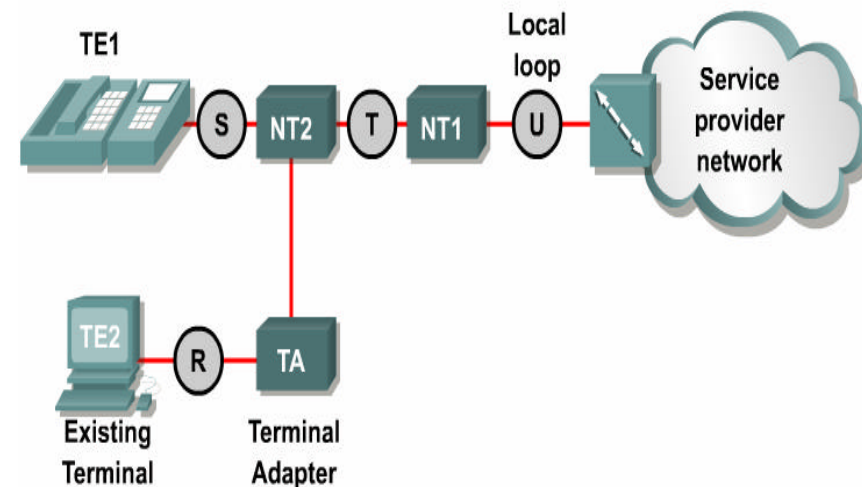 TE1
Local
loop
Service
provider
network
S
NT2
T
NT1
U
TE2
R
TA
Existing
Terminal
Terminal
Adapter